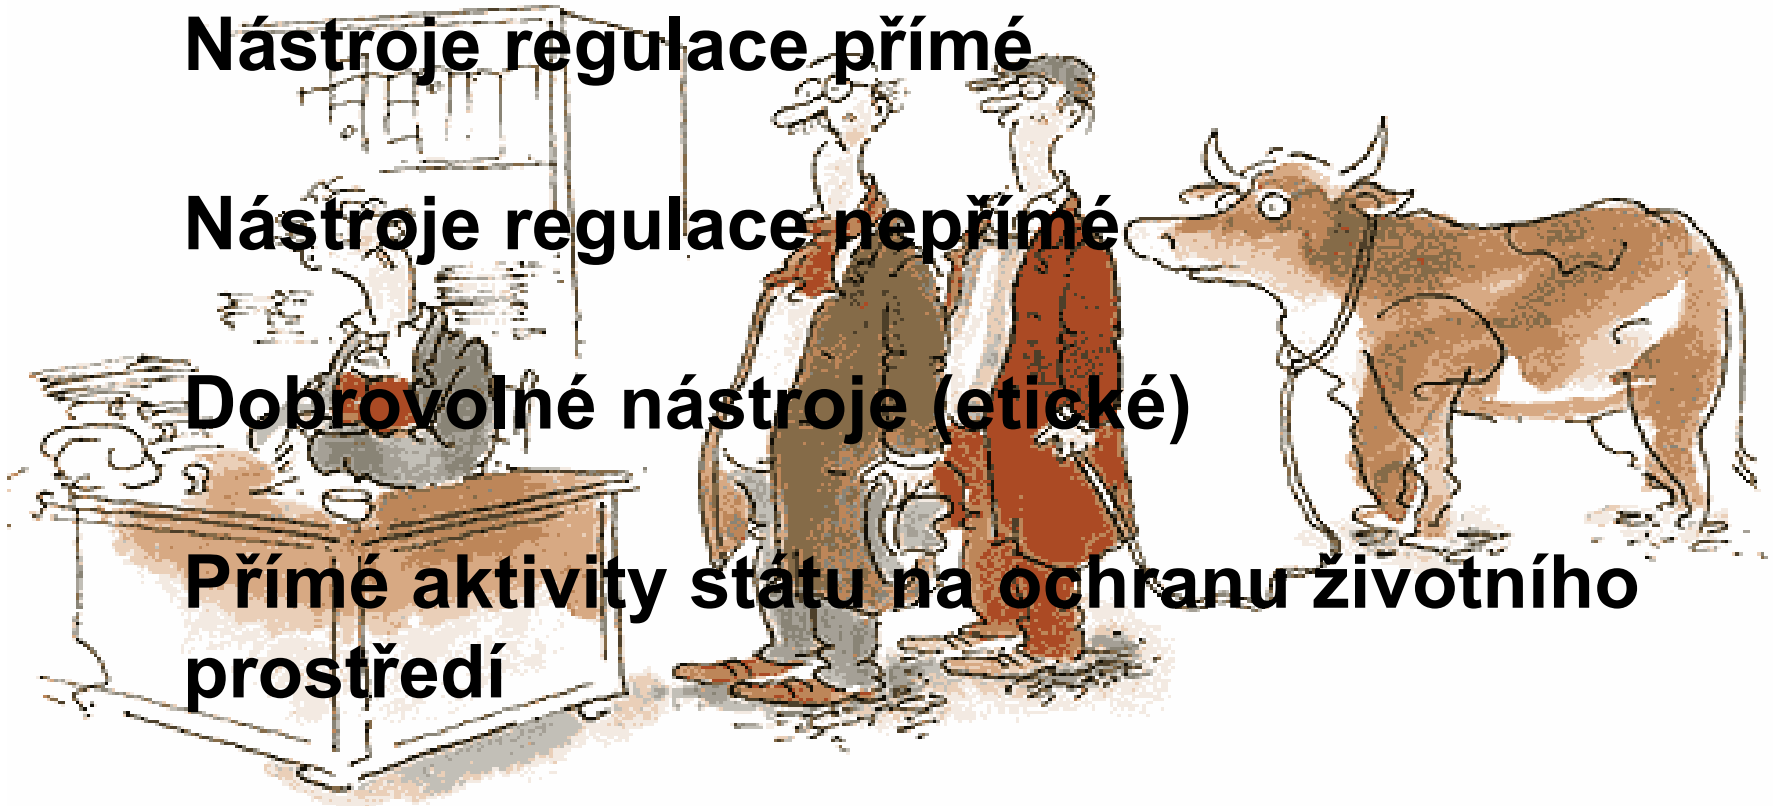 Nástroje regulace přímé
Nástroje regulace nepřímé
Dobrovolné nástroje (etické)
Přímé aktivity státu na ochranu životního
prostředí